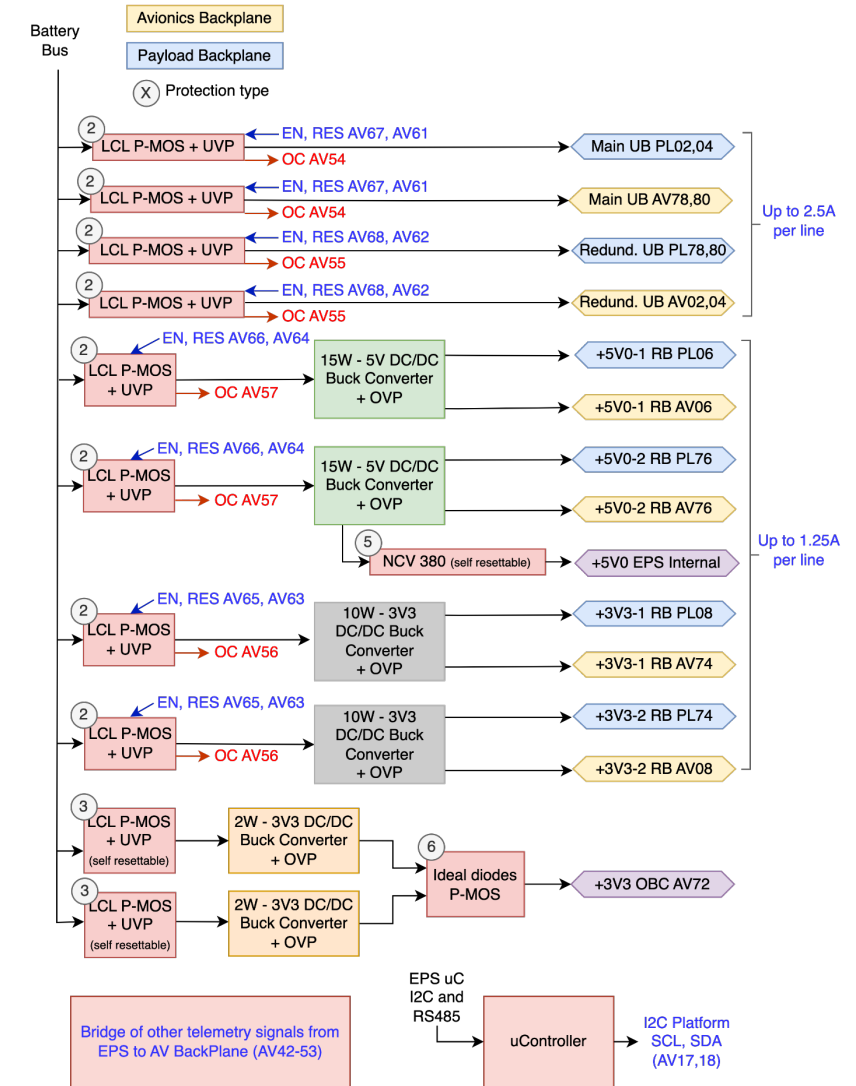 Battery
Bus
Avionics Backplane
Payload Backplane
X Protection type
2
LCL P-MOS + UVP
EN, RES AV67, AV61
OC AV54
Main UB PL02,04
2
LCL P-MOS + UVP
EN, RES AV67, AV61
OC AV54
Main UB AV78,80
2
LCL P-MOS + UVP
EN, RES AV68, AV62
OC AV55
Redund. UB PL78,80
2
LCL P-MOS + UVP
EN, RES AV68, AV62
OC AV55
Redund. UB AV02,04
Up to 2.5A
per line
2
LCL P-MOS
+ UVP
EN, RES AV66, AV64
OC AV57
15W - 5V DC/DC
Buck Converter
+ OVP
+5V0-1 RB PL06
+5V0-1 RB AV06
2
LCL P-MOS
+ UVP
EN, RES AV66, AV64
OC AV57
15W - 5V DC/DC
Buck Converter
+ OVP
+5V0-2 RB PL76
+5V0-2 RB AV76
5
NCV 380 (self resettable)
+5V0 EPS Internal
Up to 1.25A
per line
2
LCL P-MOS
+ UVP
EN, RES AV65, AV63
OC AV56
10W - 3V3
DC/DC Buck
Converter
+ OVP
+3V3-1 RB PL08
+3V3-1 RB AV74
2
LCL P-MOS
+ UVP
EN, RES AV65, AV63
OC AV56
10W - 3V3
DC/DC Buck
Converter
+ OVP
+3V3-2 RB PL74
+3V3-2 RB AV08
3
LCL P-MOS
+ UVP
(self resettable)
2W - 3V3 DC/DC
Buck Converter
+ OVP
3
LCL P-MOS
+ UVP
(self resettable)
2W - 3V3 DC/DC
Buck Converter
+ OVP
6
Ideal diodes
P-MOS
+3V3 OBC AV72
Bridge of other telemetry signals from
EPS to AV BackPlane (AV42-53)
EPS uC
I2C and
RS485
uController
I2C Platform
SCL, SDA
(AV17,18)